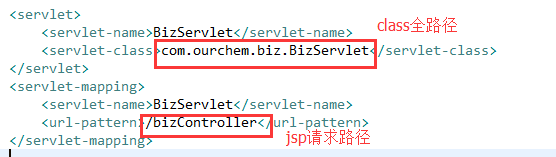 <servlet>
<servlet-name>BizServlet</servlet-name>
class全路径
<servlet-class>com.ourchem.biz.BizServlet</servlet-class>
</servlet>
<servlet-mapping>
<servlet-name>BizServlet</servlet-name>
<url-pattern>/bizController</url-pattern>
jsp请求路径
</servlet-mapping>